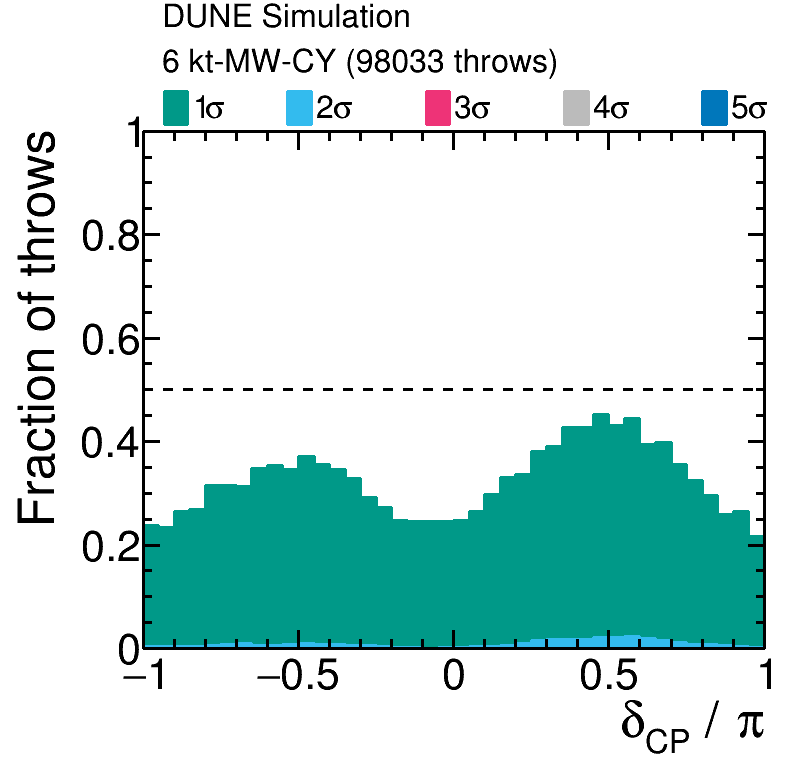 DUNE Simulation
6 kt-MW-CY (98033 throws)
1σ 2σ 3σ 4σ 5σ
1
0.8
0.6
0.4
0.2
0
Fraction of throws
−1 −0.5 0 0.5 1
δCP / π